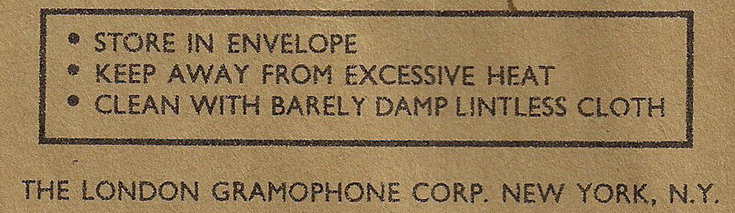 • STORE IN ENVELOPE
• KEEP AWAY FROM EXCESSIVE HEAT
• CLEAN WITH BARELY DAMP LINTLESS CLOTH
THE LONDON GRAMOPHONE CORP. NEW YORK, N.Y.